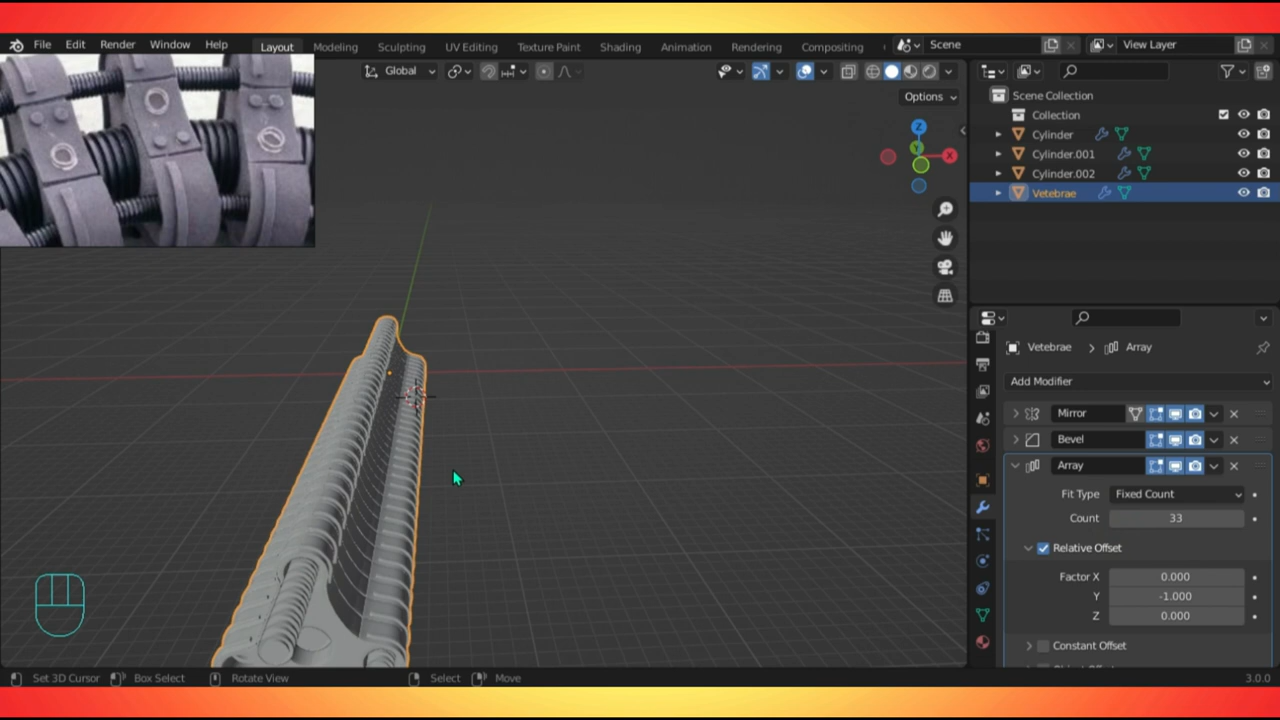 File Edit Render Window Help Layout Modeling Sculpting UV Editing Texture Paint Shading Animation Rendering Compositing Scene View Layer
Global
Options
Z
Y
X
Scene Collection
Collection
Cylinder
Cylinder.001
Cylinder.002
Vetebrae
Vetebrae > Array
Add Modifier
Mirror
Bevel
Array
Fit Type Fixed Count
Count 33
Relative Offset
Factor X 0.000
Y -1.000
Z 0.000
Constant Offset
Set 3D Cursor Box Select Rotate View Select Move 3.0.0